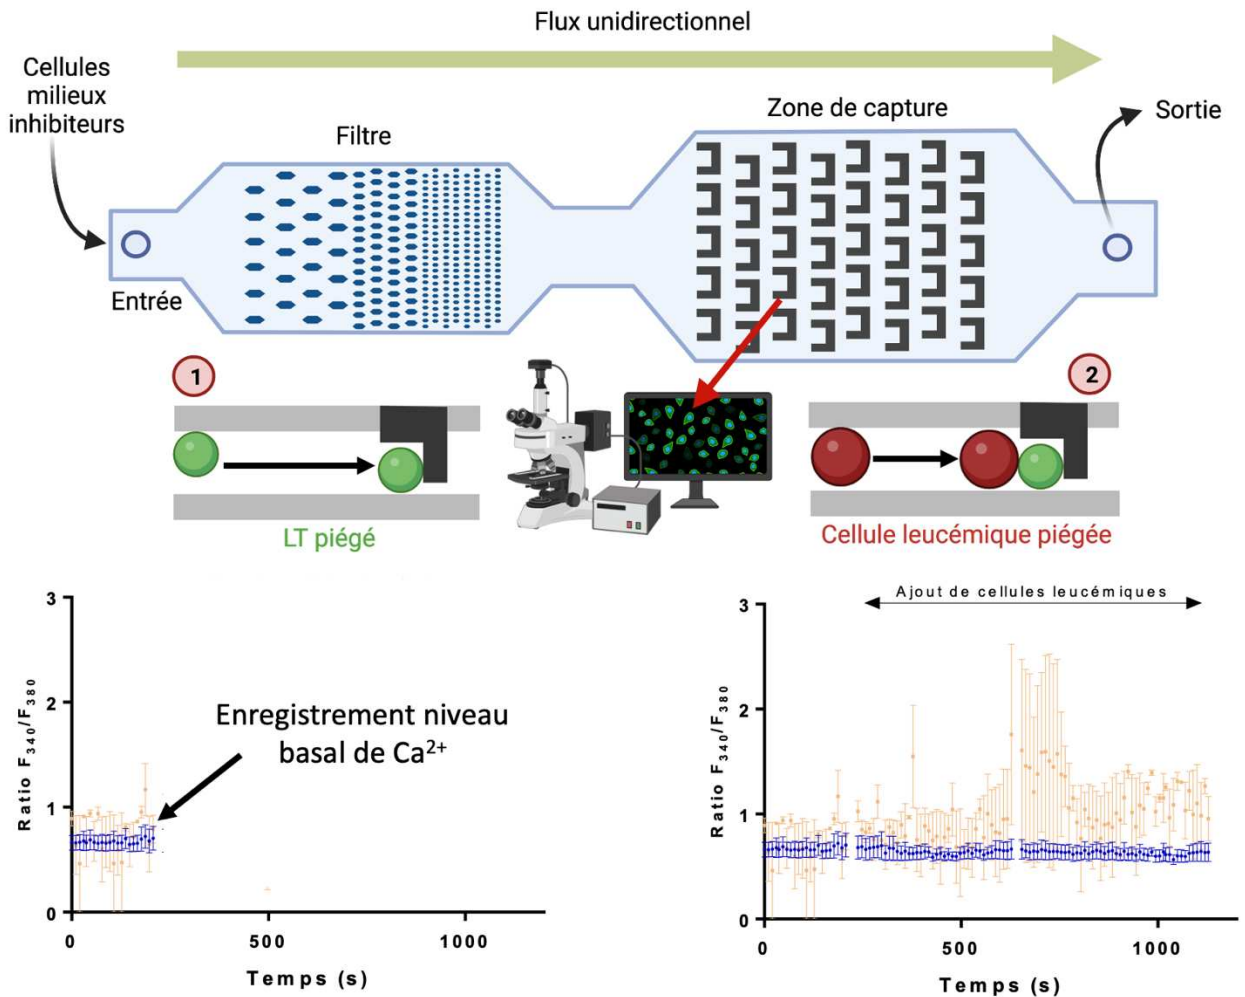 Flux unidirectionnel
Cellules
milieux
inhibiteurs
Filtre
Zone de capture
Sortie
Entrée
1
2
LT piégé
Cellule leucémique piégée
3
2
1
0
Ratio F340/F380
Enregistrement niveau
basal de Ca2+
0
500
1000
Temps (s)
Ajout de cellules leucémiques
3
2
1
0
Ratio F340/F380
0
500
1000
Temps (s)